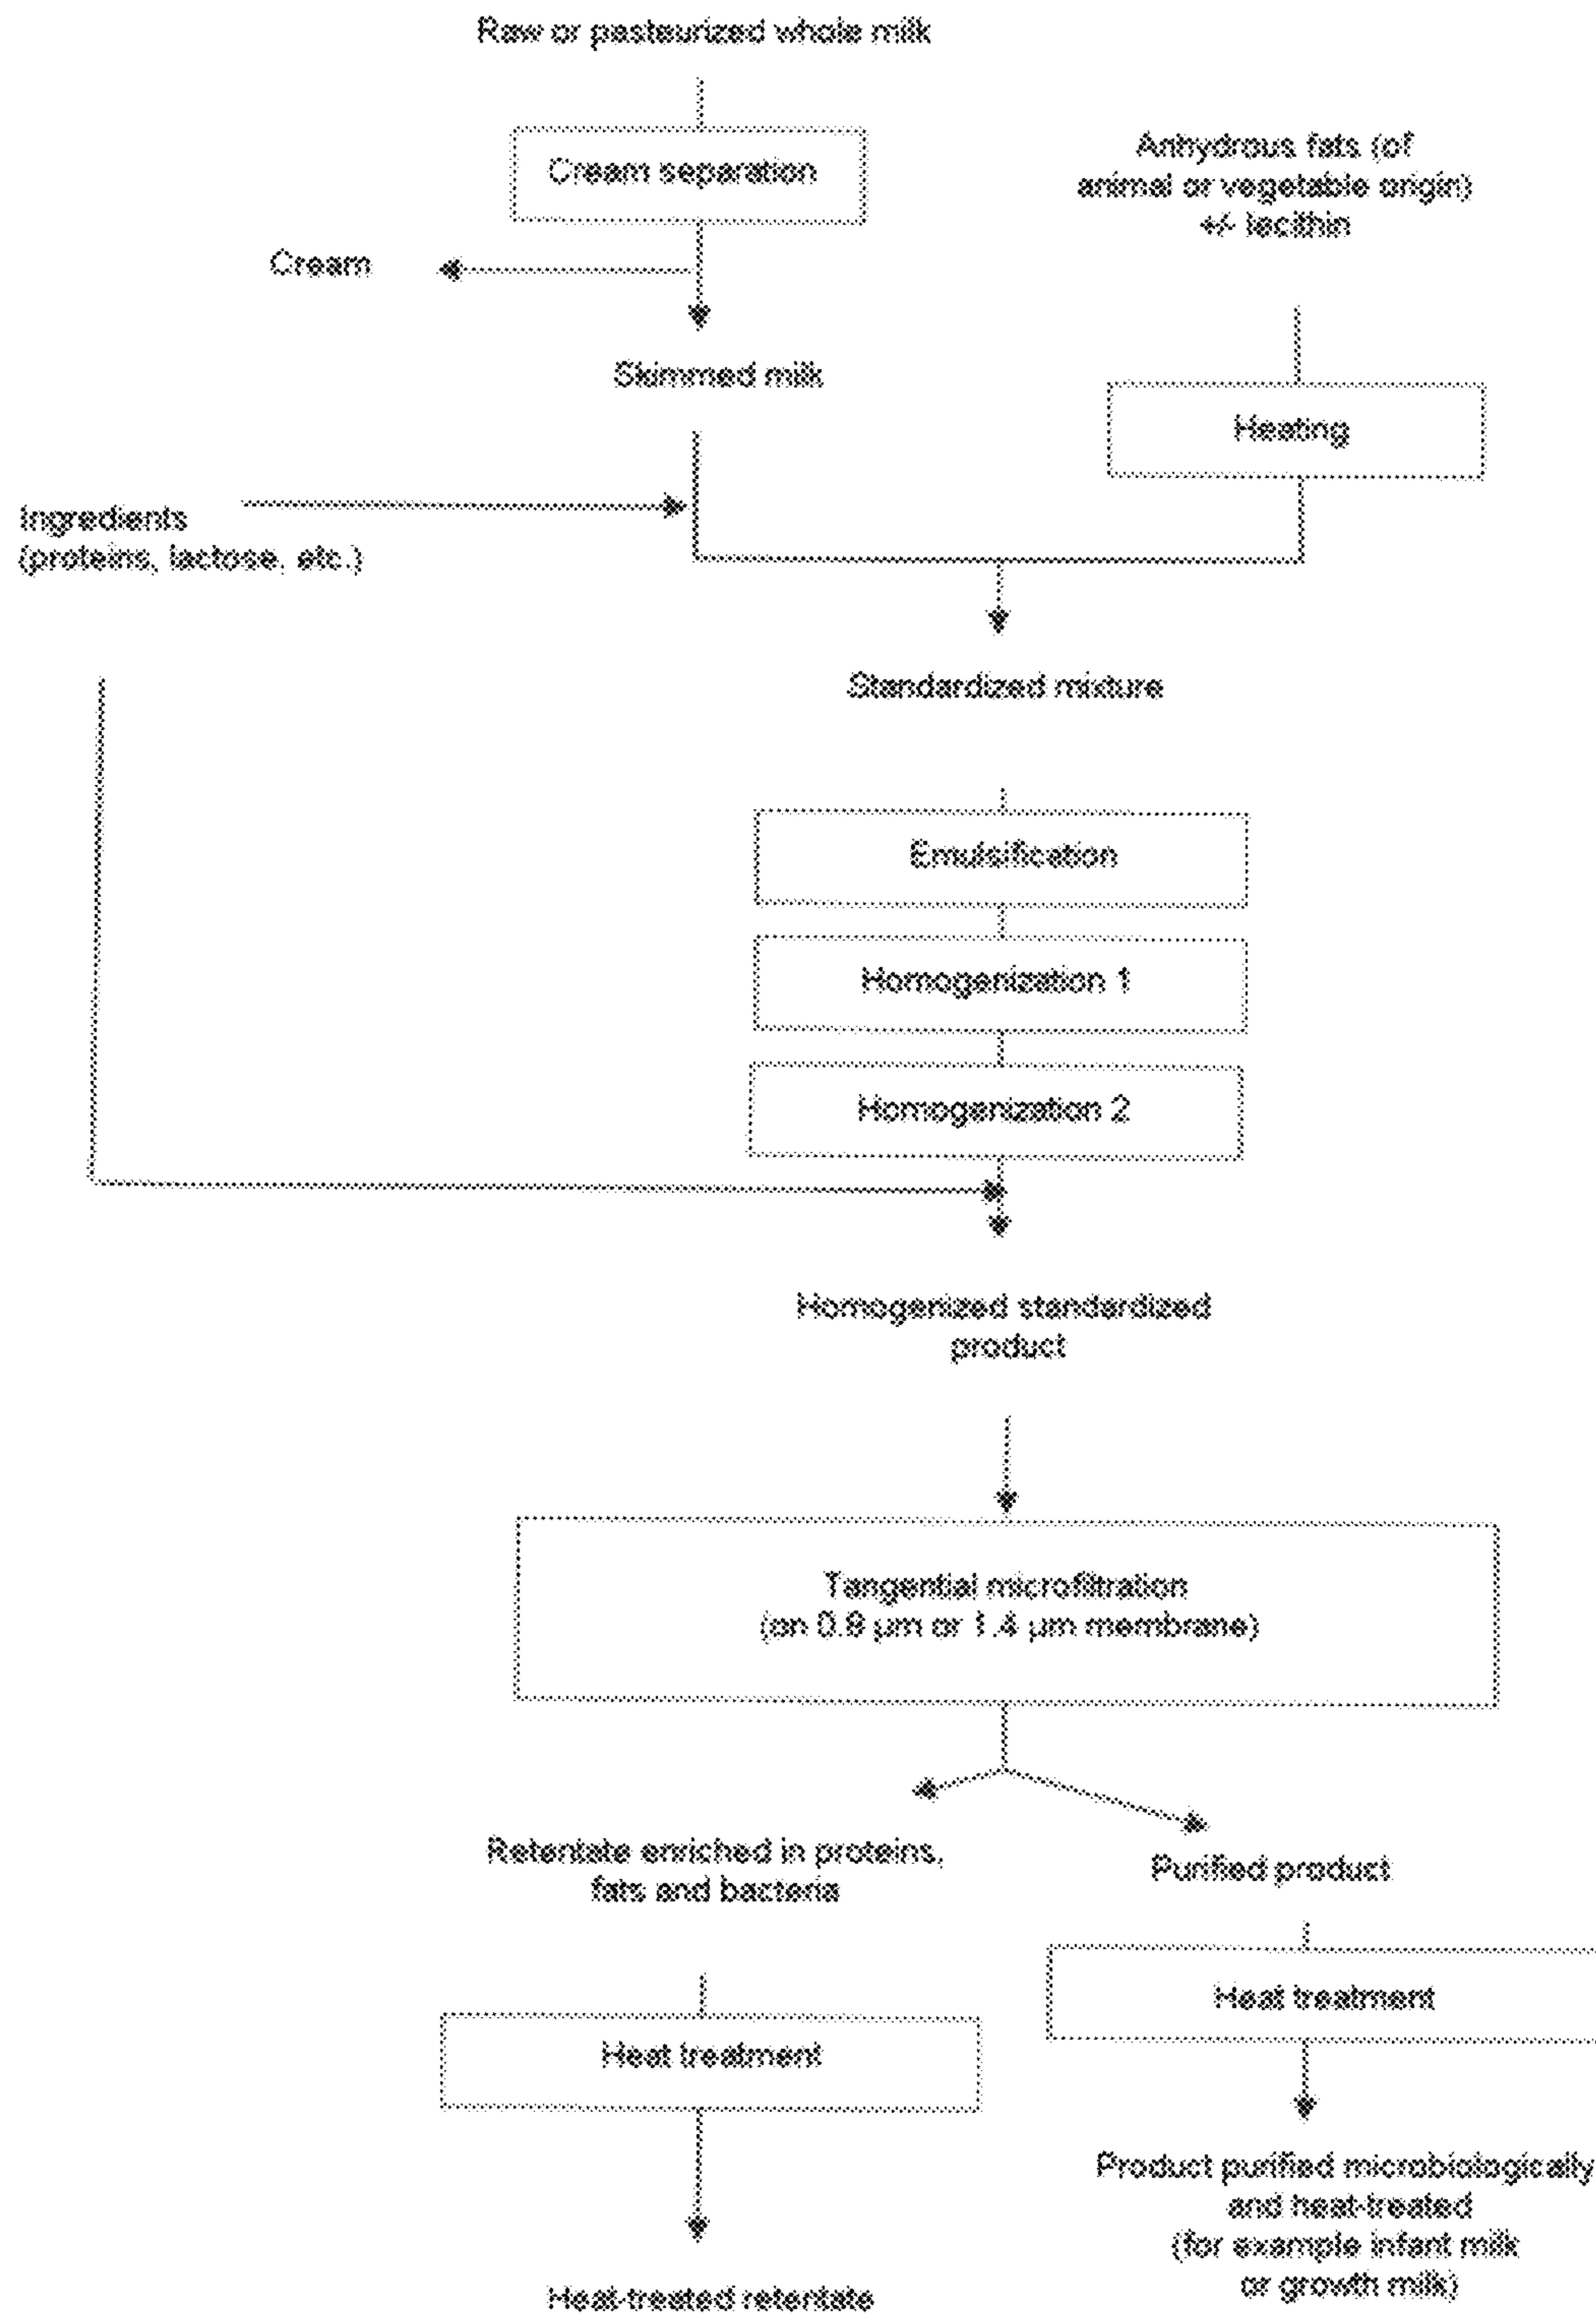 Raw or pasteurized whole milk
Cream separation
Anhydrous fats (of
animal or vegetable origin)
+/- lecithin
Cream
Skimmed milk
Heating
Ingredients
(proteins, lactose, etc.)
Standardized mixture
Emulsification
Homogenization 1
Homogenization 2
Homogenized standardized
product
Tangential microfiltration
(on 0.8 µm or 1.4 µm membrane)
Retentate enriched in proteins,
fats and bacteria
Purified product
Heat treatment
Heat treatment
Product purified microbiologically
and heat-treated
(for example infant milk
or growth milk)
Heat-treated retentate